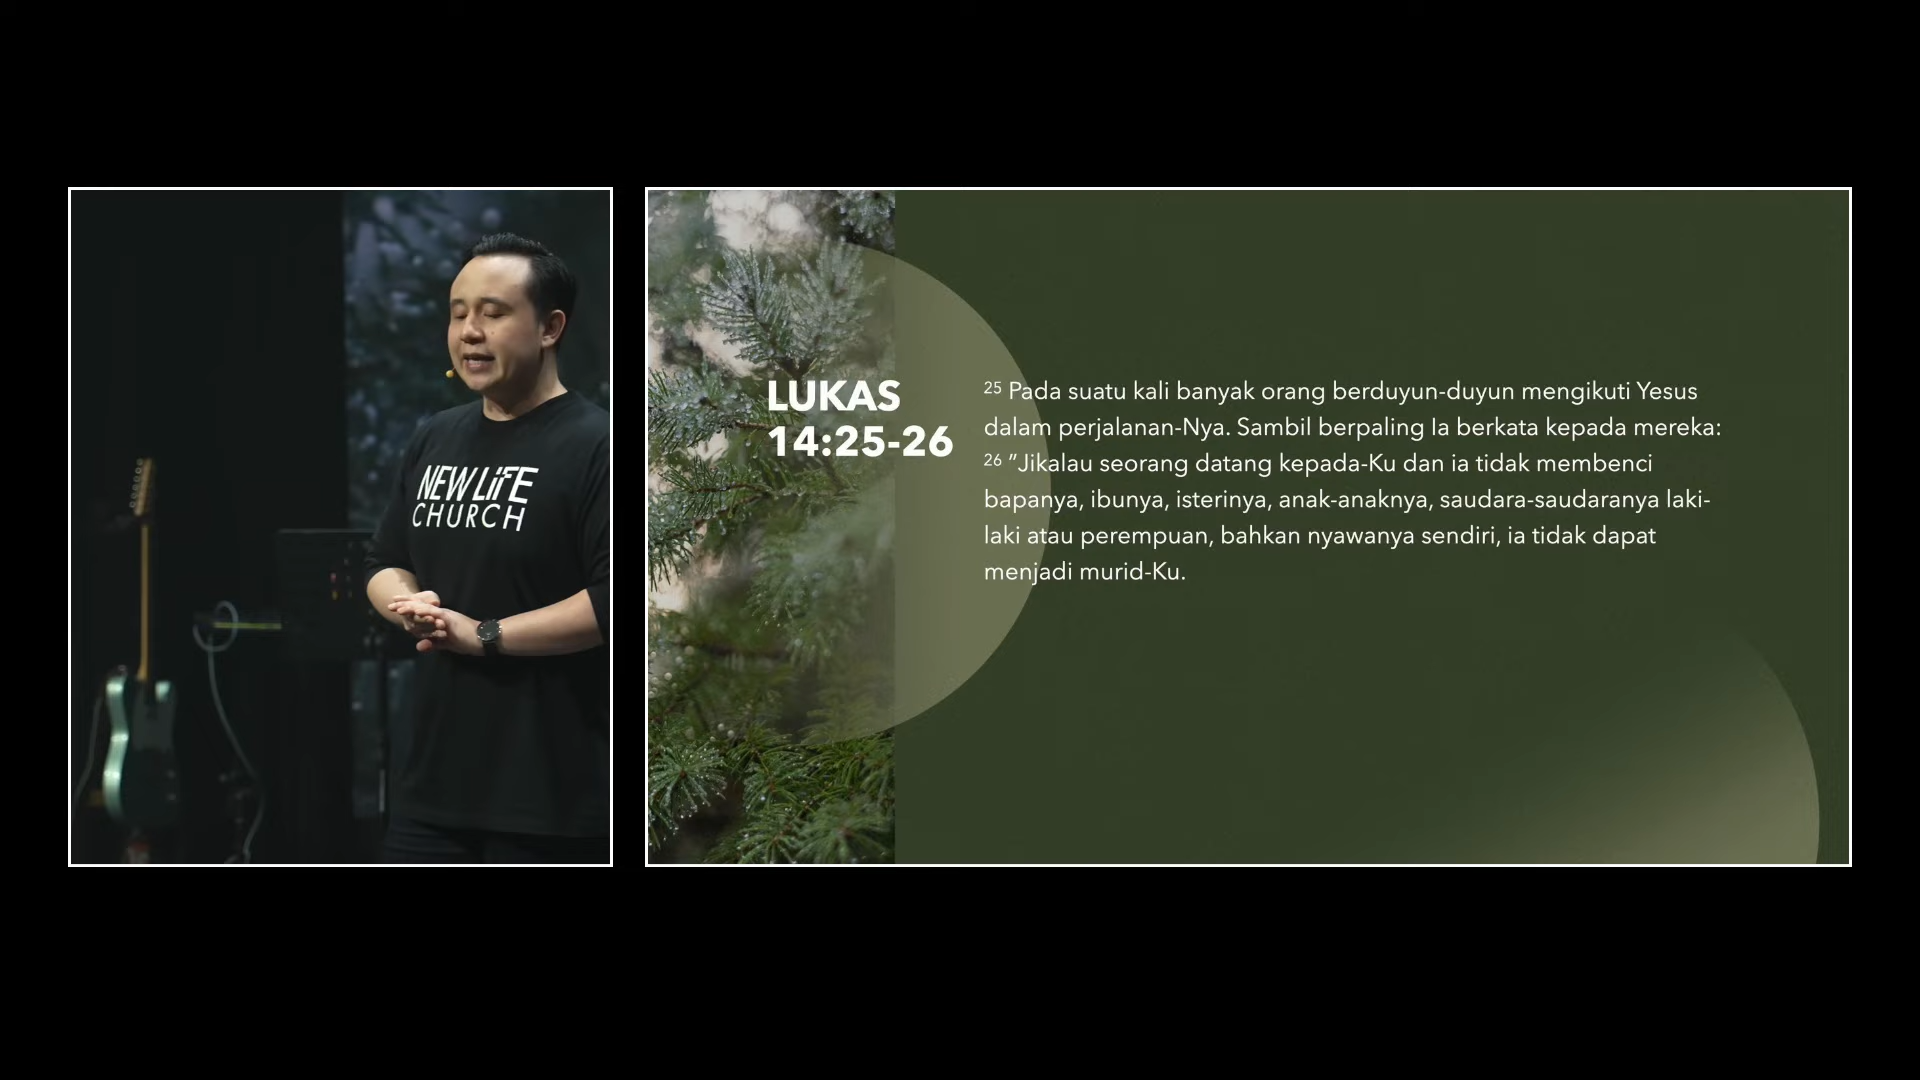 NEW LiFE
CHURCH
LUKAS
14:25-26
25 Pada suatu kali banyak orang berduyun-duyun mengikuti Yesus
dalam perjalanan-Nya. Sambil berpaling Ia berkata kepada mereka:
26 ”Jikalau seorang datang kepada-Ku dan ia tidak membenci
bapanya, ibunya, isterinya, anak-anaknya, saudara-saudaranya laki-
laki atau perempuan, bahkan nyawanya sendiri, ia tidak dapat
menjadi murid-Ku.